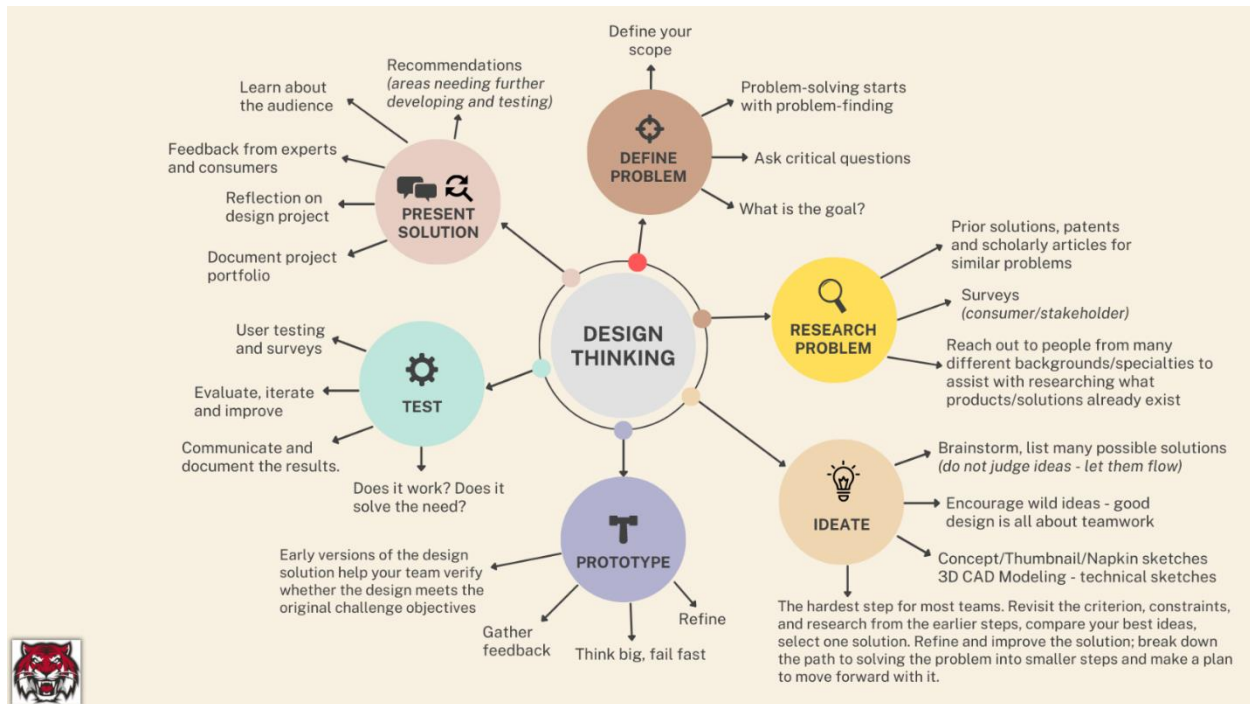 DESIGN
THINKING
DEFINE
PROBLEM
Define your
scope
Problem-solving starts
with problem-finding
Ask critical questions
What is the goal?
RESEARCH
PROBLEM
Prior solutions, patents
and scholarly articles for
similar problems
Surveys
(consumer/stakeholder)
Reach out to people from many
different backgrounds/specialties to
assist with researching what
products/solutions already exist
IDEATE
Brainstorm, list many possible solutions
(do not judge ideas - let them flow)
Encourage wild ideas - good
design is all about teamwork
Concept/Thumbnail/Napkin sketches
3D CAD Modeling - technical sketches
The hardest step for most teams. Revisit the criterion, constraints,
and research from the earlier steps, compare your best ideas,
select one solution. Refine and improve the solution; break down
the path to solving the problem into smaller steps and make a plan
to move forward with it.
PROTOTYPE
Refine
Think big, fail fast
Gather
feedback
Early versions of the design
solution help your team verify
whether the design meets the
original challenge objectives
TEST
User testing
and surveys
Evaluate, iterate
and improve
Communicate and
document the results.
Does it work? Does it
solve the need?
PRESENT
SOLUTION
Recommendations
(areas needing further
developing and testing)
Learn about
the audience
Feedback from experts
and consumers
Reflection on
design project
Document project
portfolio